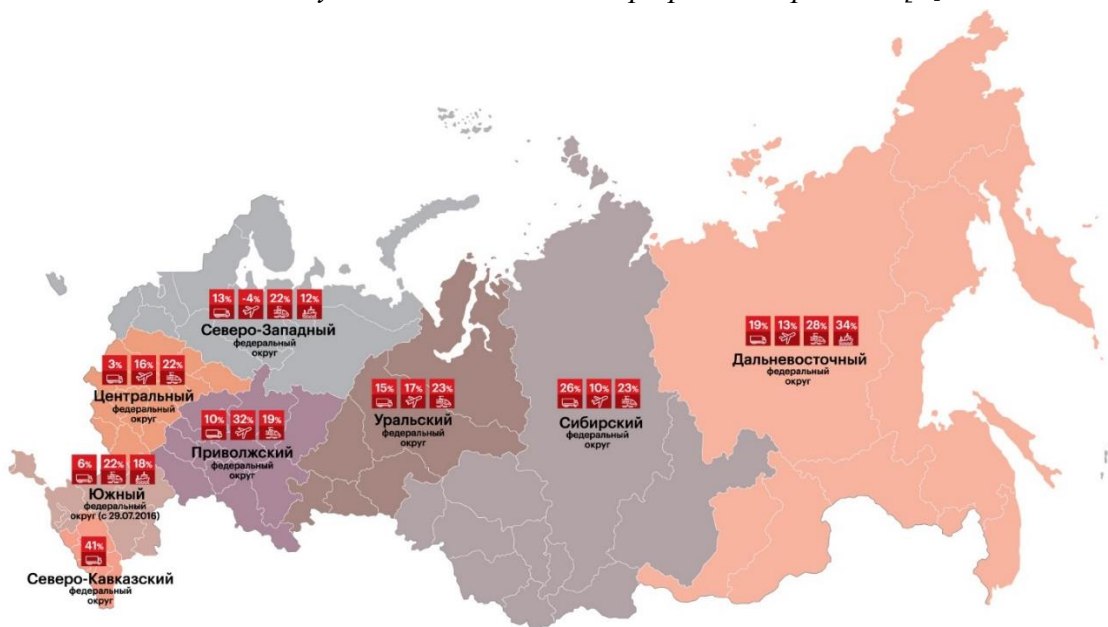 13% -4% 22% 12%
Северо-Западный
федеральный
округ
3% 16% 22%
Центральный
федеральный
округ
10% 32% 19%
Приволжский
федеральный
округ
15% 17% 23%
Уральский
федеральный
округ
26% 10% 23%
Сибирский
федеральный
округ
19% 13% 28% 34%
Дальневосточный
федеральный
округ
6% 22% 18%
Южный
федеральный
округ (с 29.07.2016)
41%
Северо-Кавказский
федеральный
округ